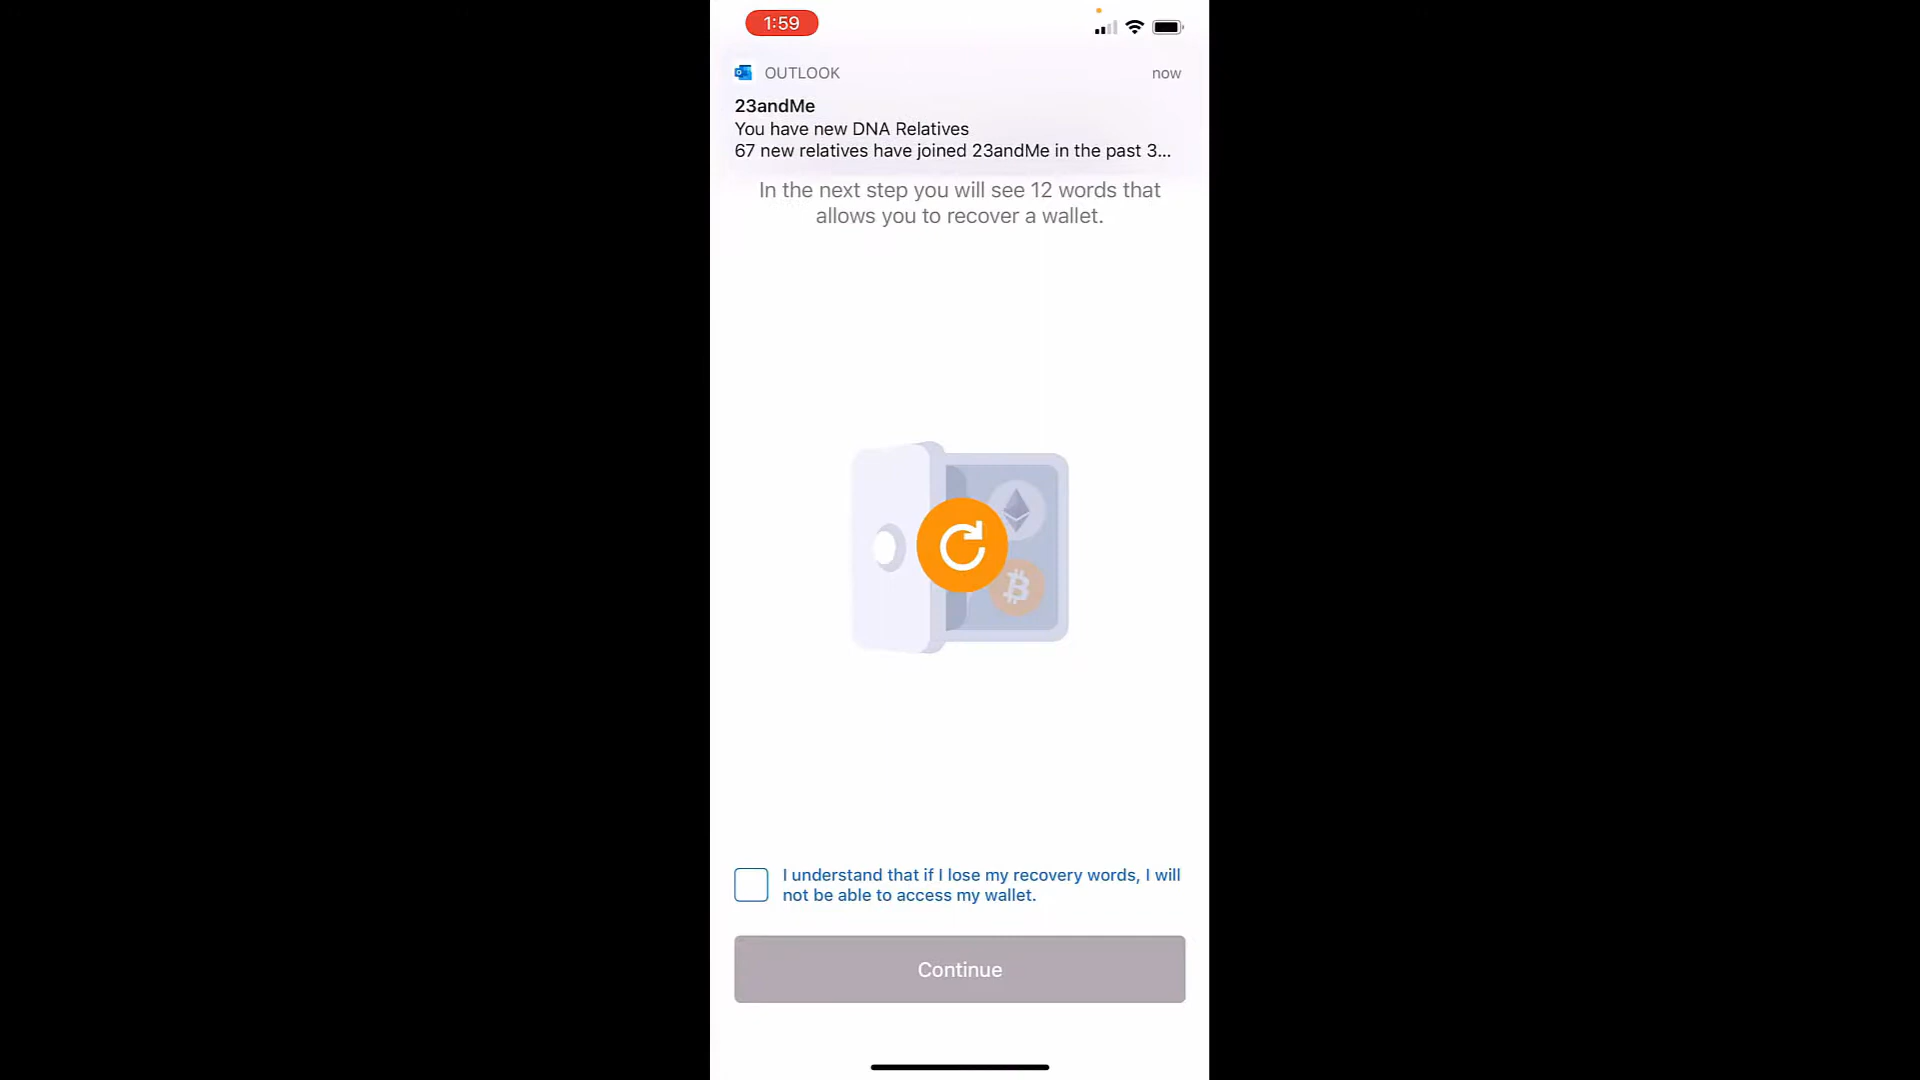 1:59
OUTLOOK
now
23andMe
You have new DNA Relatives
67 new relatives have joined 23andMe in the past 3...
In the next step you will see 12 words that
allows you to recover a wallet.
I understand that if I lose my recovery words, I will
not be able to access my wallet.
Continue